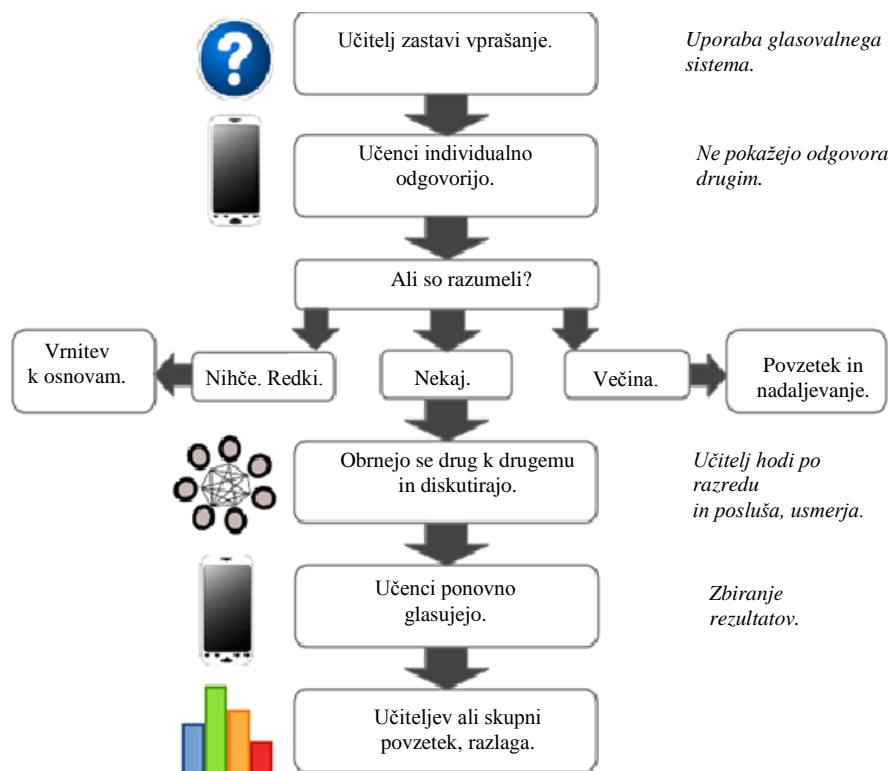 Učitelj zastavi vprašanje.
Uporaba glasovalnega
sistema.
Učenci individualno
odgovorijo.
Ne pokažejo odgovora
drugim.
Ali so razumeli?
Vrnitev
k osnovam.
Nihče. Redki.
Nekaj.
Večina.
Povzetek in
nadaljevanje.
Obrnejo se drug k drugemu
in diskutirajo.
Učitelj hodi po
razredu
in posluša, usmerja.
Učenci ponovno
glasujejo.
Zbiranje
rezultatov.
Učiteljev ali skupni
povzetek, razlaga.